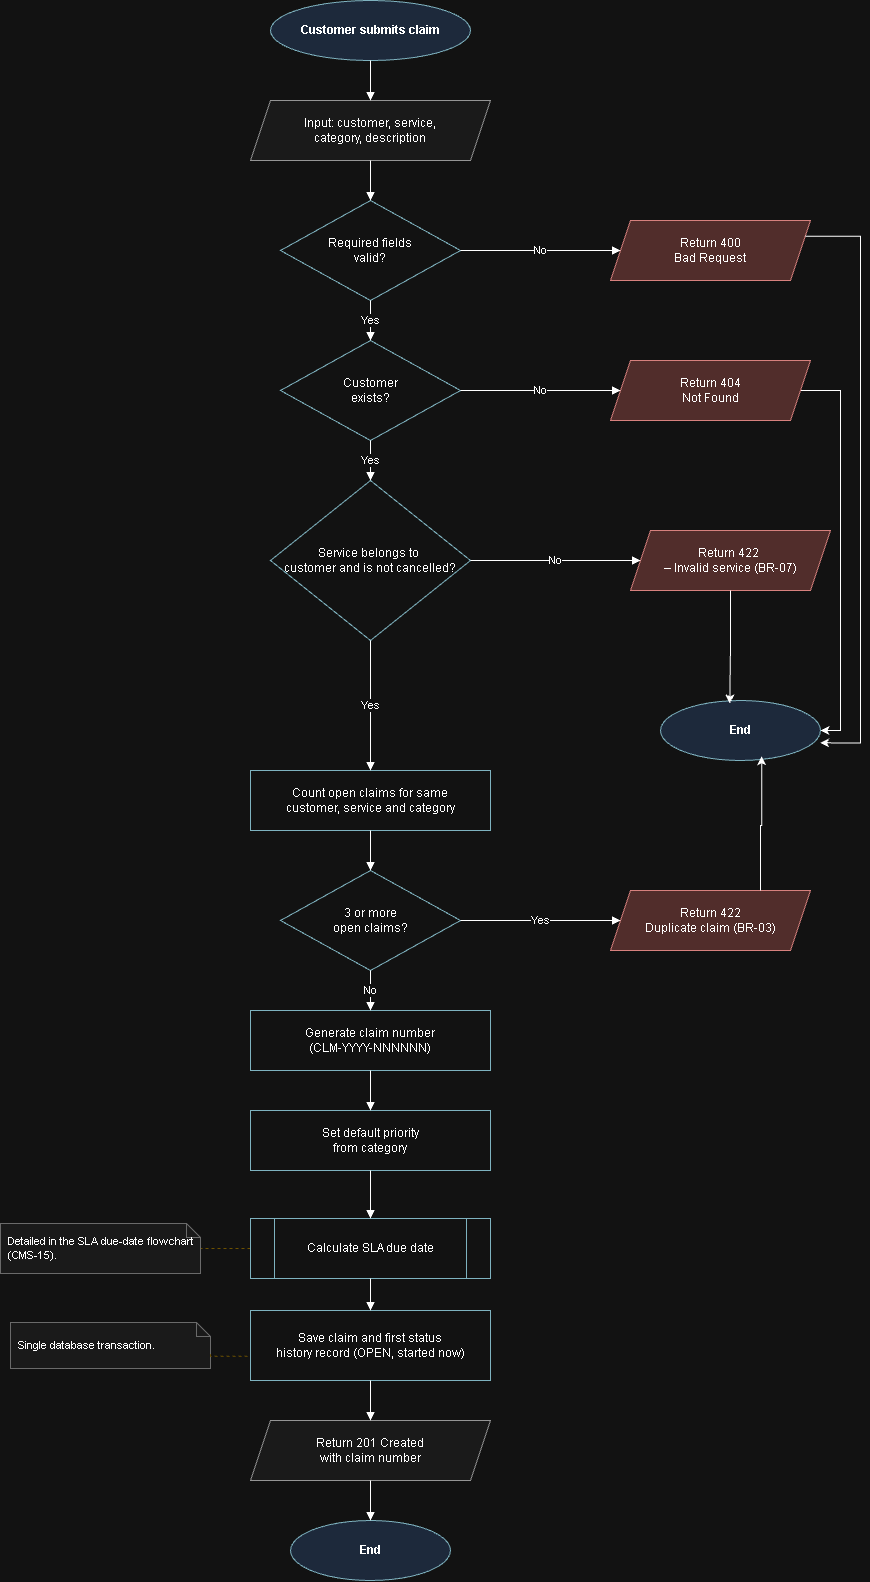 Customer submits claim
Input: customer, service,
category, description
Required fields
valid?
No
Return 400
Bad Request
Yes
Customer
exists?
No
Return 404
Not Found
Yes
Service belongs to
customer and is not cancelled?
No
Return 422
– Invalid service (BR-07)
Yes
End
Count open claims for same
customer, service and category
3 or more
open claims?
Yes
Return 422
Duplicate claim (BR-03)
No
Generate claim number
(CLM-YYYY-NNNNNN)
Set default priority
from category
Detailed in the SLA due-date flowchart
(CMS-15).
Calculate SLA due date
Single database transaction.
Save claim and first status
history record (OPEN, started now)
Return 201 Created
with claim number
End